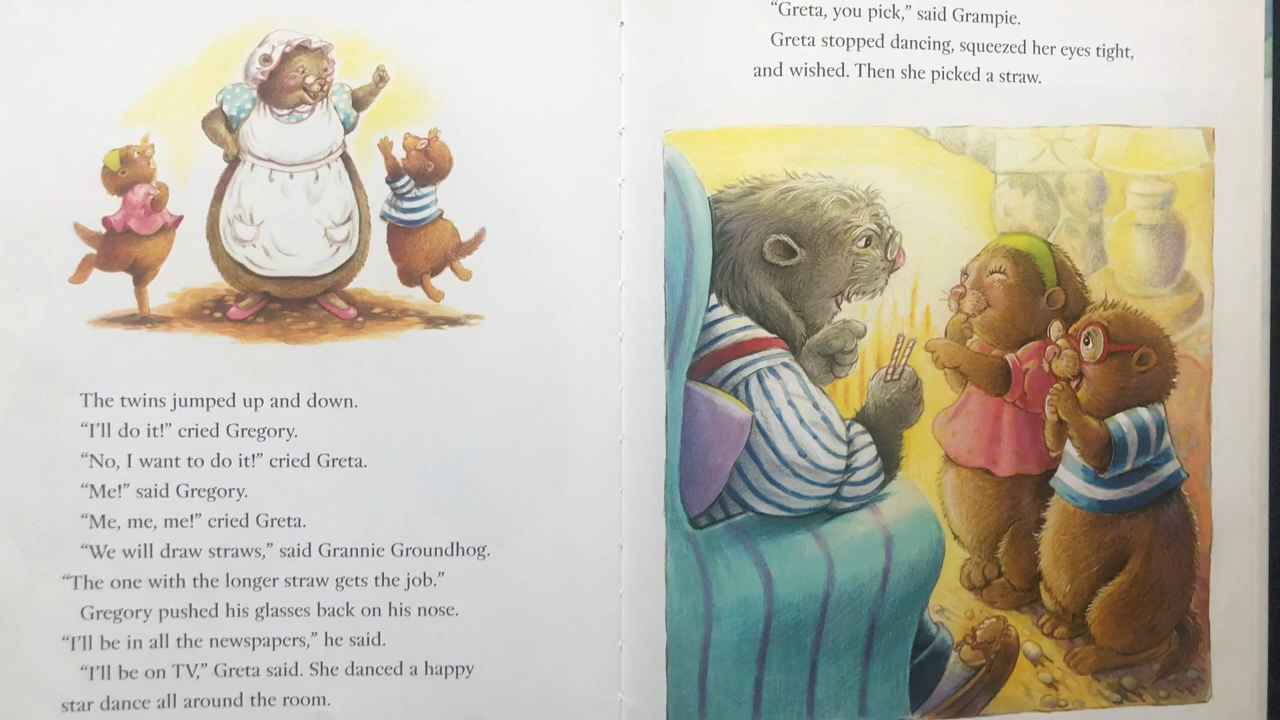 The twins jumped up and down.
“I’ll do it!” cried Gregory.
“No, I want to do it!” cried Greta.
“Me!” said Gregory.
“Me, me, me!” cried Greta.
“We will draw straws,” said Grannie Groundhog.
“The one with the longer straw gets the job.”
Gregory pushed his glasses back on his nose.
“I’ll be in all the newspapers,” he said.
“I’ll be on TV,” Greta said. She danced a happy
star dance all around the room.
“Greta, you pick,” said Grampie.
Greta stopped dancing, squeezed her eyes tight,
and wished. Then she picked a straw.